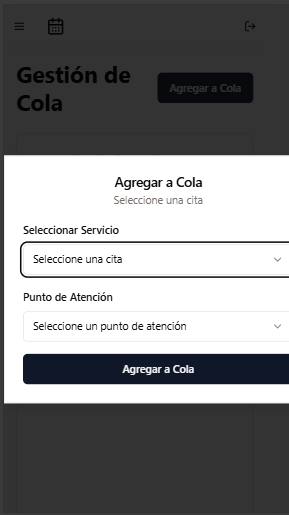 Gestión de
Cola
Agregar a Cola
Agregar a Cola
Seleccione una cita
Seleccionar Servicio
Seleccione una cita
Punto de Atención
Seleccione un punto de atención
Agregar a Cola